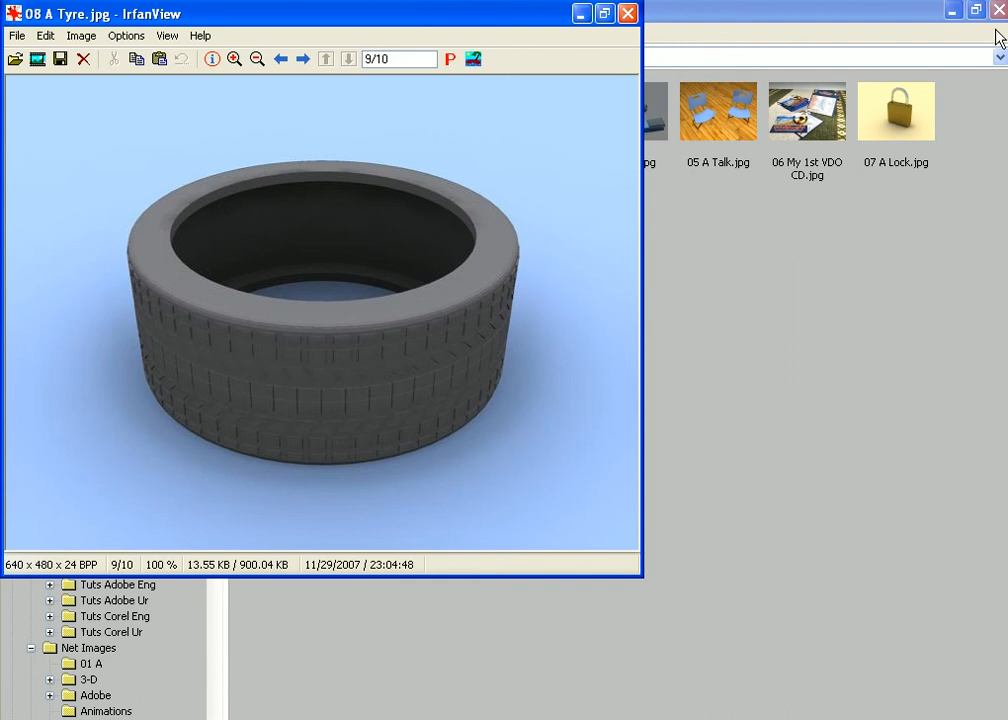 08 A Tyre.jpg - IrfanView
File Edit Image Options View Help
9/10
P
pg
05 A Talk.jpg
06 My 1st VDO
CD.jpg
07 A Lock.jpg
640 x 480 x 24 BPP 9/10 100 % 13.55 KB / 900.04 KB 11/29/2007 / 23:04:48
Tuts Adobe Eng
Tuts Adobe Ur
Tuts Corel Eng
Tuts Corel Ur
Net Images
01 A
3-D
Adobe
Animations